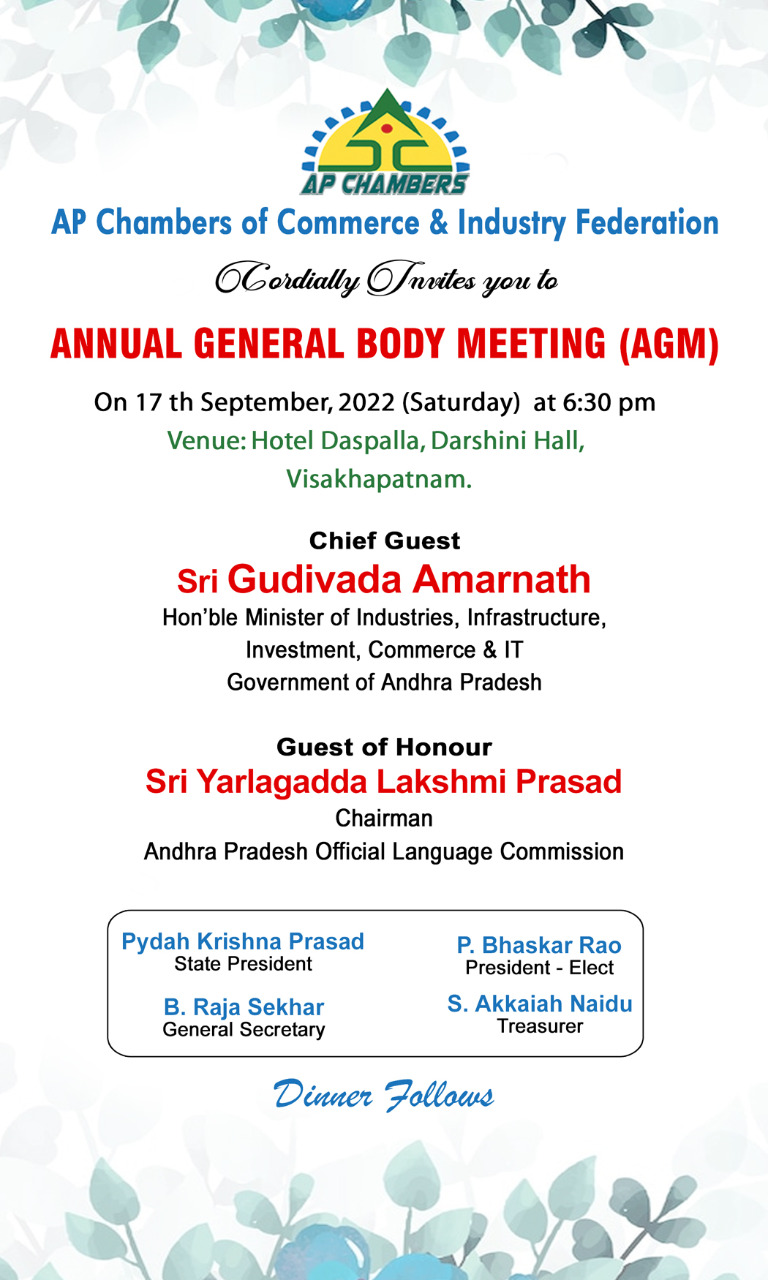 AP CHAMBERS
AP Chambers of Commerce & Industry Federation
Cordially Invites you to
ANNUAL GENERAL BODY MEETING (AGM)
On 17 th September, 2022 (Saturday) at 6:30 pm
Venue: Hotel Daspalla, Darshini Hall,
Visakhapatnam.
Chief Guest
Sri Gudivada Amarnath
Hon'ble Minister of Industries, Infrastructure,
Investment, Commerce & IT
Government of Andhra Pradesh
Guest of Honour
Sri Yarlagadda Lakshmi Prasad
Chairman
Andhra Pradesh Official Language Commission
Pydah Krishna Prasad
State President
P. Bhaskar Rao
President - Elect
B. Raja Sekhar
General Secretary
S. Akkaiah Naidu
Treasurer
Dinner Follows